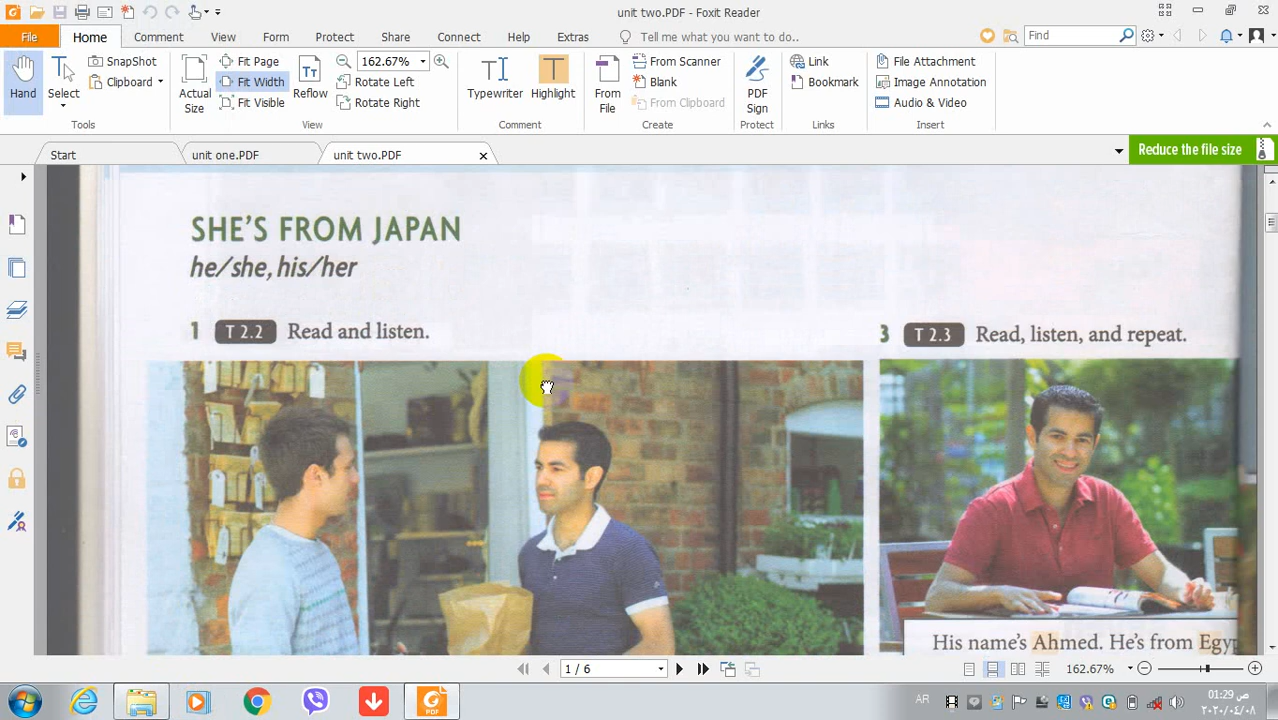 unit two.PDF - Foxit Reader
File
Home
Comment
View
Form
Protect
Share
Connect
Help
Extras
Tell me what you want to do..
Find
Hand
Select
SnapShot
Clipboard
Tools
Actual Size
Fit Page
Fit Width
Fit Visible
Reflow
162.67%
Rotate Left
Rotate Right
View
Typewriter
Highlight
Comment
From File
From Scanner
Blank
From Clipboard
Create
PDF Sign
Protect
Link
Bookmark
Links
File Attachment
Image Annotation
Audio & Video
Insert
Start
unit one.PDF
unit two.PDF
Reduce the file size
SHE'S FROM JAPAN
he/she, his/her
1 T 2.2 Read and listen.
3 T 2.3 Read, listen, and repeat.
His name's Ahmed. He's from Egyp
1 / 6
162.67%
PDF
AR
01:29 ص
٢٠٢٠/٠٤/٠٨